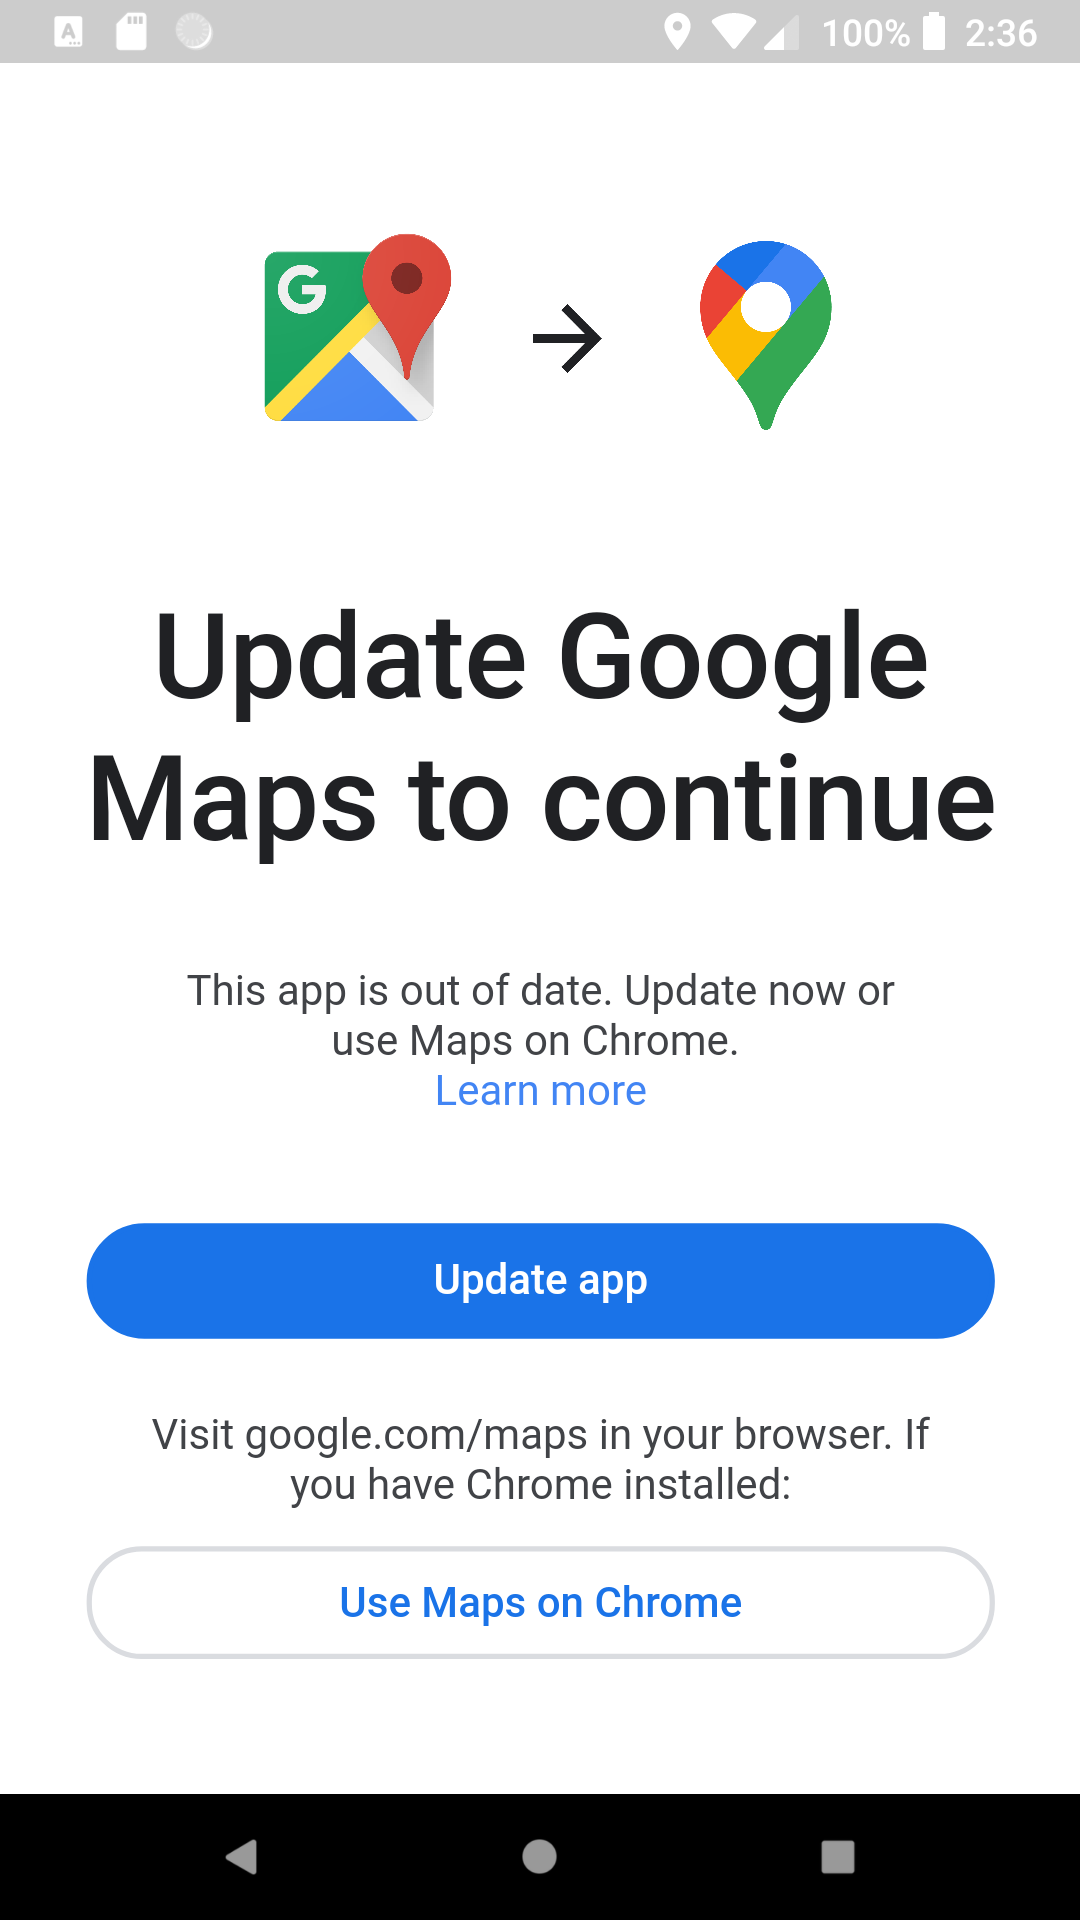 100% 2:36
Update Google
Maps to continue
This app is out of date. Update now or
use Maps on Chrome.
Learn more
Update app
Visit google.com/maps in your browser. If
you have Chrome installed:
Use Maps on Chrome